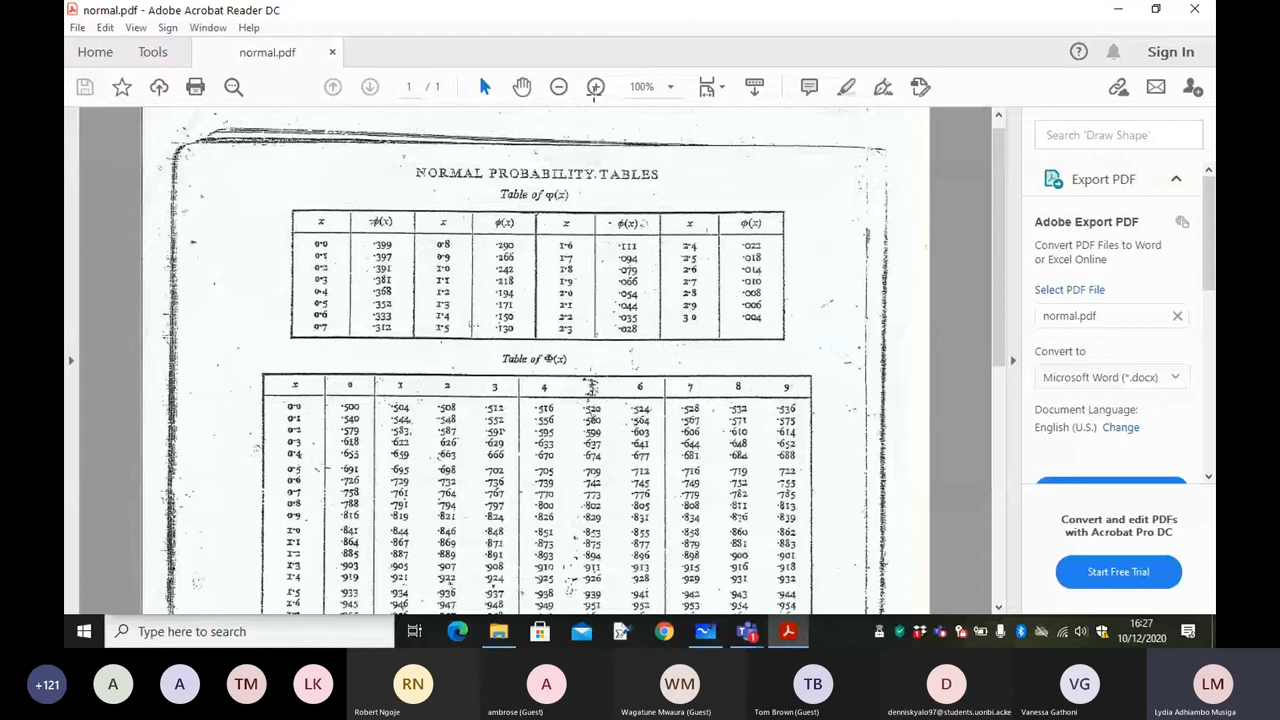 normal.pdf - Adobe Acrobat Reader DC
File Edit View Sign Window Help
Home Tools normal.pdf × Sign In
1 / 1 100%
NORMAL PROBABILITY TABLES
Table of φ(x)
x φ(x) x φ(x) x φ(x) x φ(x)
0·0 ·399 0·8 ·290 1·6 ·111 2·4 ·022
0·1 ·397 0·9 ·266 1·7 ·094 2·5 ·018
0·2 ·391 1·0 ·242 1·8 ·079 2·6 ·014
0·3 ·381 1·1 ·218 1·9 ·066 2·7 ·010
0·4 ·368 1·2 ·194 2·0 ·054 2·8 ·008
0·5 ·352 1·3 ·171 2·1 ·044 2·9 ·006
0·6 ·333 1·4 ·150 2·2 ·035 3 0 ·004
0·7 ·312 1·5 ·130 2·3 ·028
Table of Φ(x)
x 0 1 2 3 4 6 7 8 9
0·0 ·500 ·504 ·508 ·512 ·516 ·520 ·524 ·528 ·532 ·536
0·1 ·540 ·544 ·548 ·552 ·556 ·560 ·564 ·567 ·571 ·575
0·2 ·579 ·583 ·587 ·591 ·595 ·599 ·603 ·606 ·610 ·614
0·3 ·618 ·622 ·626 ·629 ·633 ·637 ·641 ·644 ·648 ·652
0·4 ·655 ·659 ·663 ·666 ·670 ·674 ·677 ·681 ·684 ·688
0·5 ·691 ·695 ·698 ·702 ·705 ·709 ·712 ·716 ·719 ·722
0·6 ·726 ·729 ·732 ·736 ·739 ·742 ·745 ·749 ·752 ·755
0·7 ·758 ·761 ·764 ·767 ·770 ·773 ·776 ·779 ·782 ·785
0·8 ·788 ·791 ·794 ·797 ·800 ·802 ·805 ·808 ·811 ·813
0·9 ·816 ·819 ·821 ·824 ·826 ·829 ·831 ·834 ·836 ·839
1·0 ·841 ·844 ·846 ·848 ·851 ·853 ·855 ·858 ·860 ·862
1·1 ·864 ·867 ·869 ·871 ·873 ·875 ·877 ·879 ·881 ·883
1·2 ·885 ·887 ·889 ·891 ·893 ·894 ·896 ·898 ·900 ·901
1·3 ·903 ·905 ·907 ·908 ·910 ·911 ·913 ·915 ·916 ·918
1·4 ·919 ·921 ·922 ·924 ·925 ·926 ·928 ·929 ·931 ·932
1·5 ·933 ·934 ·936 ·937 ·938 ·939 ·941 ·942 ·943 ·944
1·6 ·945 ·946 ·947 ·948 ·949 ·951 ·952 ·953 ·954 ·954
Search 'Draw Shape'
Export PDF
Adobe Export PDF
Convert PDF Files to Word
or Excel Online
Select PDF File
normal.pdf ×
Convert to
Microsoft Word (*.docx)
Document Language:
English (U.S.) Change
Convert and edit PDFs
with Acrobat Pro DC
Start Free Trial
Type here to search
16:27
10/12/2020
+121 A A TM LK RN A WM TB D VG LM
Robert Ngoje ambrose (Guest) Wagatune Mwaura (Guest) Tom Brown (Guest) denniskyalo97@students.uonbi.acke Vanessa Gathoni Lydia Adhiambo Musiga